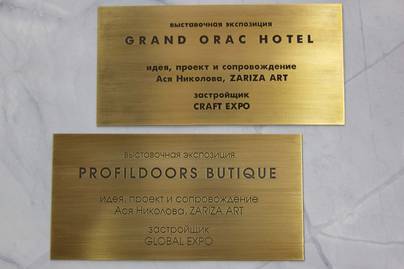 выставочная экспозиция
GRAND ORAC HOTEL
идея, проект и сопровождение
Ася Николова, ZARIZA ART
застройщик
CRAFT EXPO
выставочная экспозиция
PROFILDOORS BUTIQUE
идея, проект и сопровождение
Ася Николова, ZARIZA ART
застройщик
GLOBAL EXPO